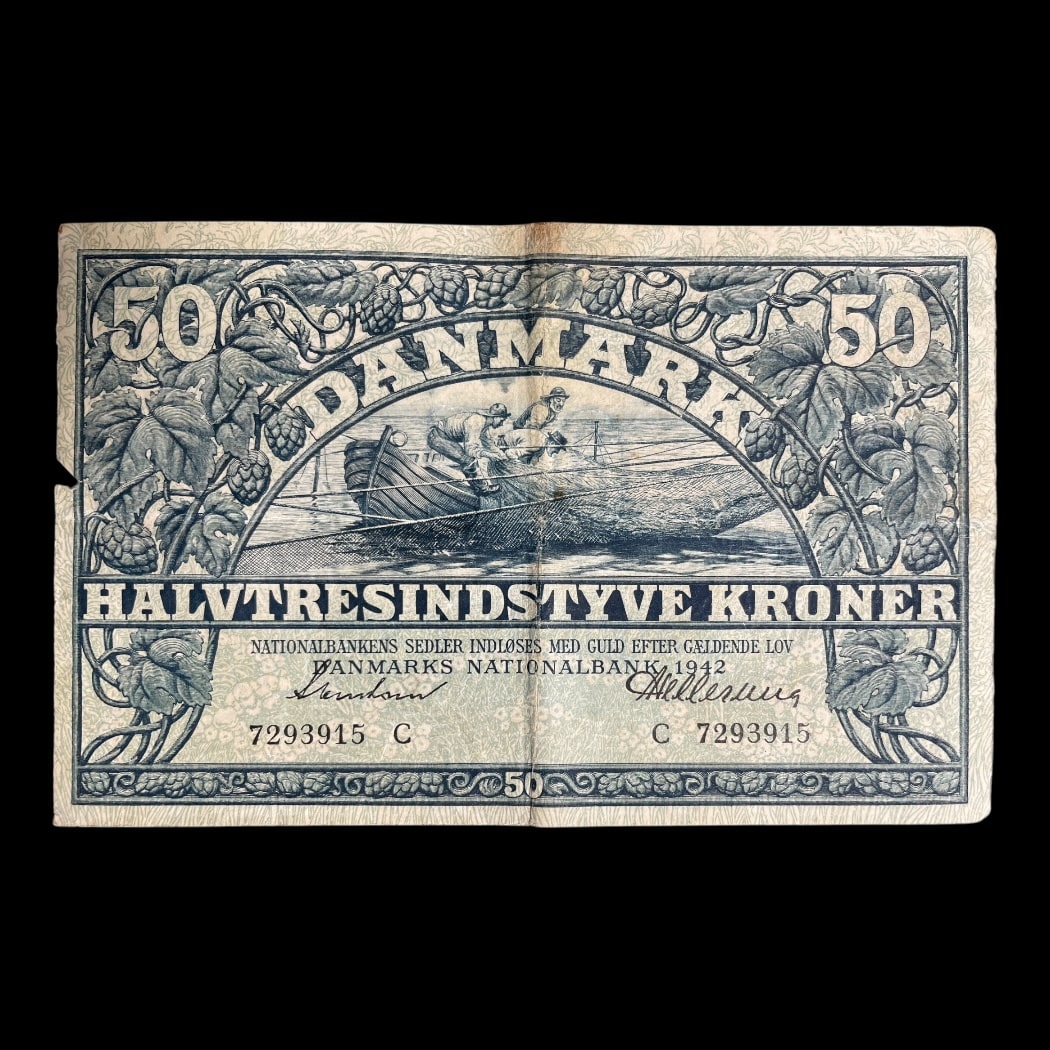 50 50
DANMARK
HALVTRESINDSTYVE KRONER
NATIONALBANKENS SEDLER INDLØSES MED GULD EFTER GÆLDENDE LOV
DANMARKS NATIONALBANK 1942
Svendsen
7293915 C C 7293915
50